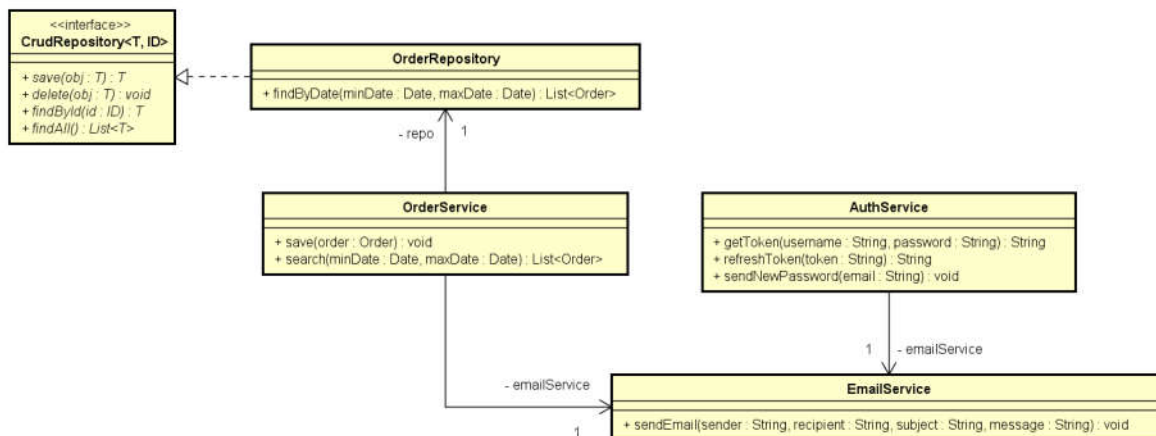 <<interface>>
CrudRepository<T, ID>
+ save(obj : T) : T
+ delete(obj : T) : void
+ findById(id : ID) : T
+ findAll() : List<T>
OrderRepository
+ findByDate(minDate : Date, maxDate : Date) : List<Order>
- repo
1
OrderService
+ save(order : Order) : void
+ search(minDate : Date, maxDate : Date) : List<Order>
AuthService
+ getToken(username : String, password : String) : String
+ refreshToken(token : String) : String
+ sendNewPassword(email : String) : void
1
- emailService
- emailService
1
EmailService
+ sendEmail(sender : String, recipient : String, subject : String, message : String) : void